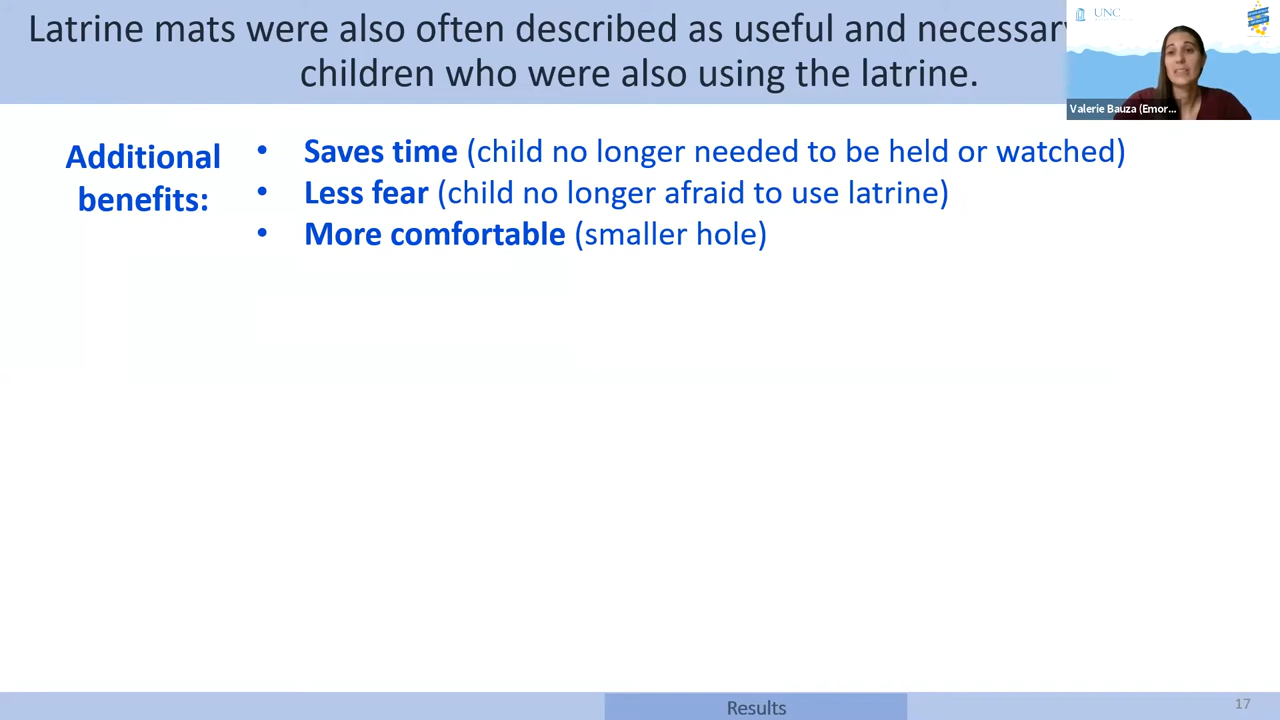 Latrine mats were also often described as useful and necessary
children who were also using the latrine.
UNC
Valerie Bauza (Emor...
Additional
benefits:
• Saves time (child no longer needed to be held or watched)
• Less fear (child no longer afraid to use latrine)
• More comfortable (smaller hole)
Results
17